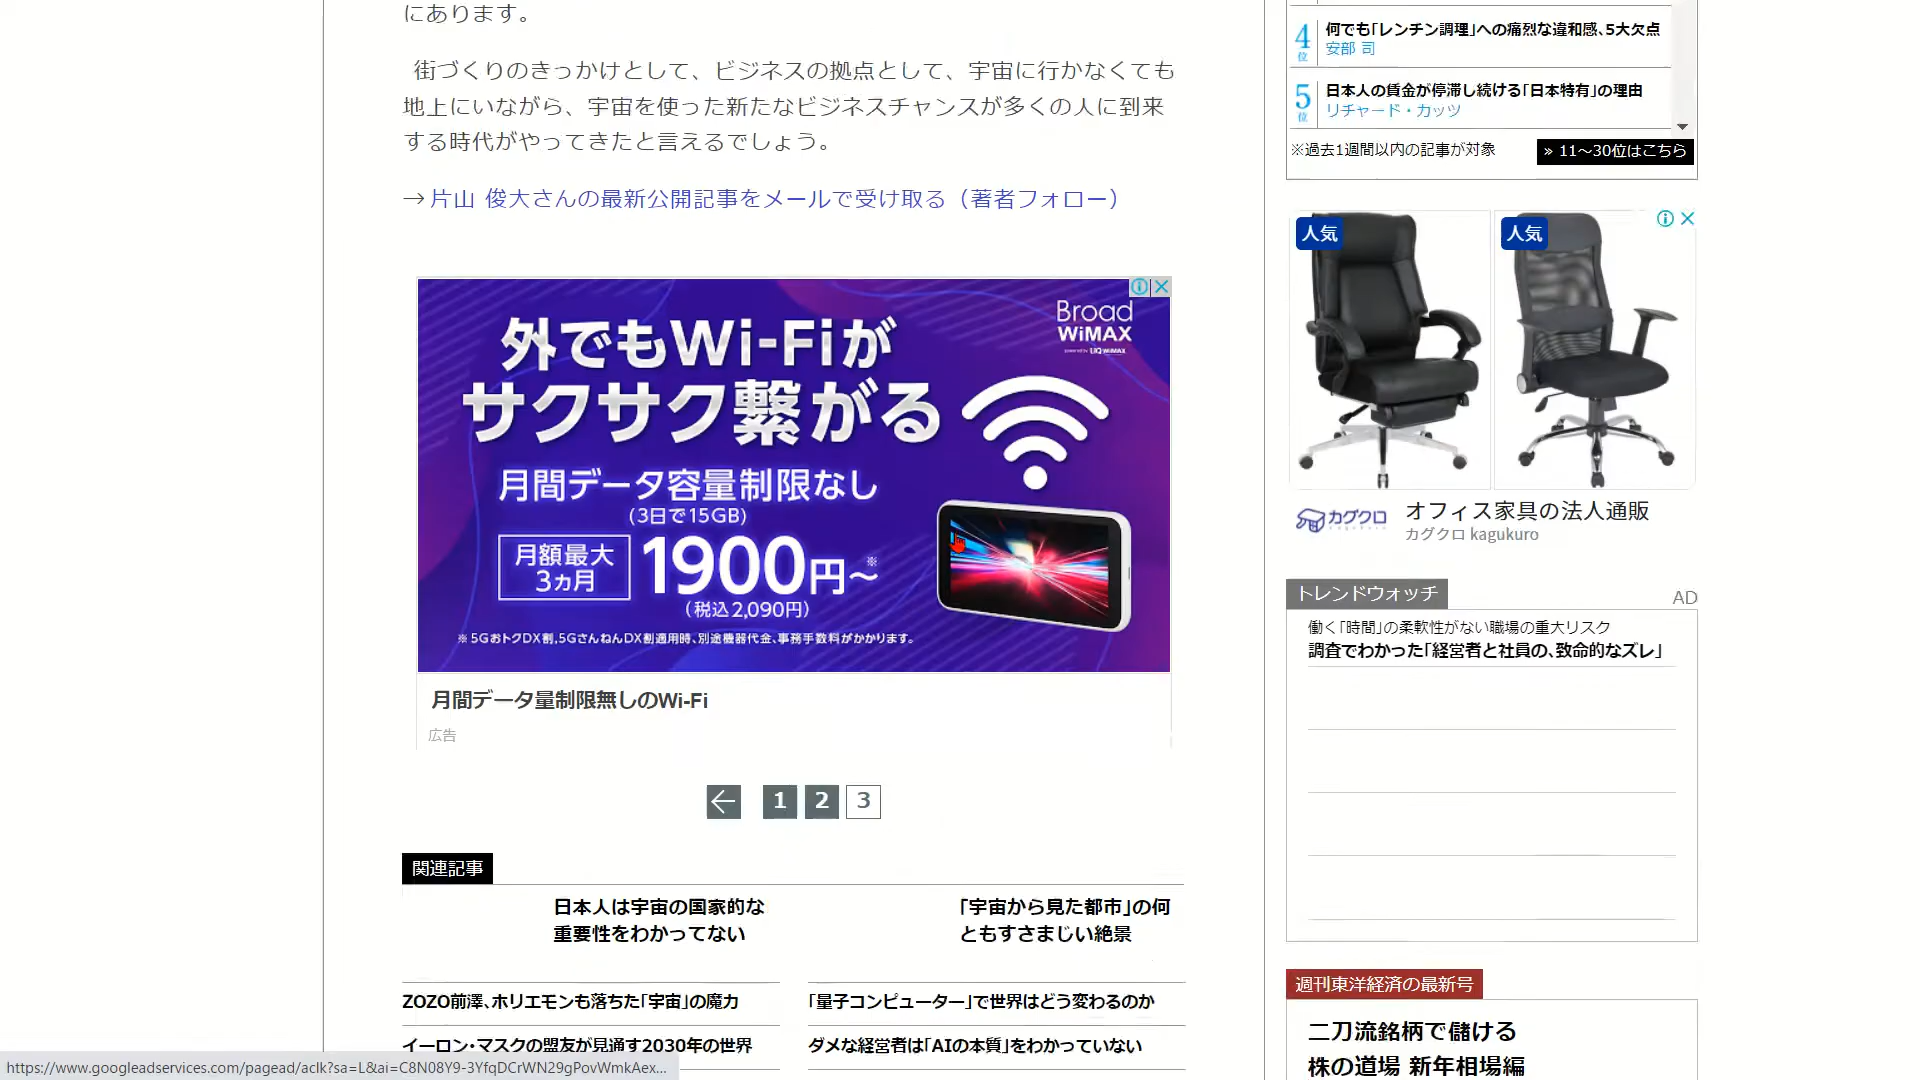 にあります。
街づくりのきっかけとして、ビジネスの拠点として、宇宙に行かなくても
地上にいながら、宇宙を使った新たなビジネスチャンスが多くの人に到来
する時代がやってきたと言えるでしょう。
→ 片山 俊大さんの最新公開記事をメールで受け取る（著者フォロー）
外でもWi-Fiが
サクサク繋がる
Broad
WiMAX
powered by UQ WiMAX
月間データ容量制限なし
(3日で15GB)
月額最大
3ヵ月
1900円~※
(税込2,090円)
※5GおトクDX割,5GさんねんDX割適用時、別途機器代金、事務手数料がかかります。
月間データ量制限無しのWi-Fi
広告
← 1 2 3
関連記事
日本人は宇宙の国家的な
重要性をわかってない
「宇宙から見た都市」の何
ともすさまじい絶景
ZOZO前澤、ホリエモンも落ちた「宇宙」の魔力
「量子コンピューター」で世界はどう変わるのか
イーロン・マスクの盟友が見通す2030年の世界
ダメな経営者は「AIの本質」をわかっていない
https://www.googleadservices.com/pagead/aclk?sa=L&ai=C8N08Y9-3YfqDCrWN29gPovWmkAex...
4位
何でも「レンチン調理」への痛烈な違和感、5大欠点
安部 司
5位
日本人の賃金が停滞し続ける「日本特有」の理由
リチャード・カッツ
※過去1週間以内の記事が対象
» 11～30位はこちら
人気
人気
カグクロ
オフィス家具の法人通販
カグクロ kagukuro
トレンドウォッチ
AD
働く「時間」の柔軟性がない職場の重大リスク
調査でわかった「経営者と社員の、致命的なズレ」
週刊東洋経済の最新号
二刀流銘柄で儲ける
株の道場 新年相場編